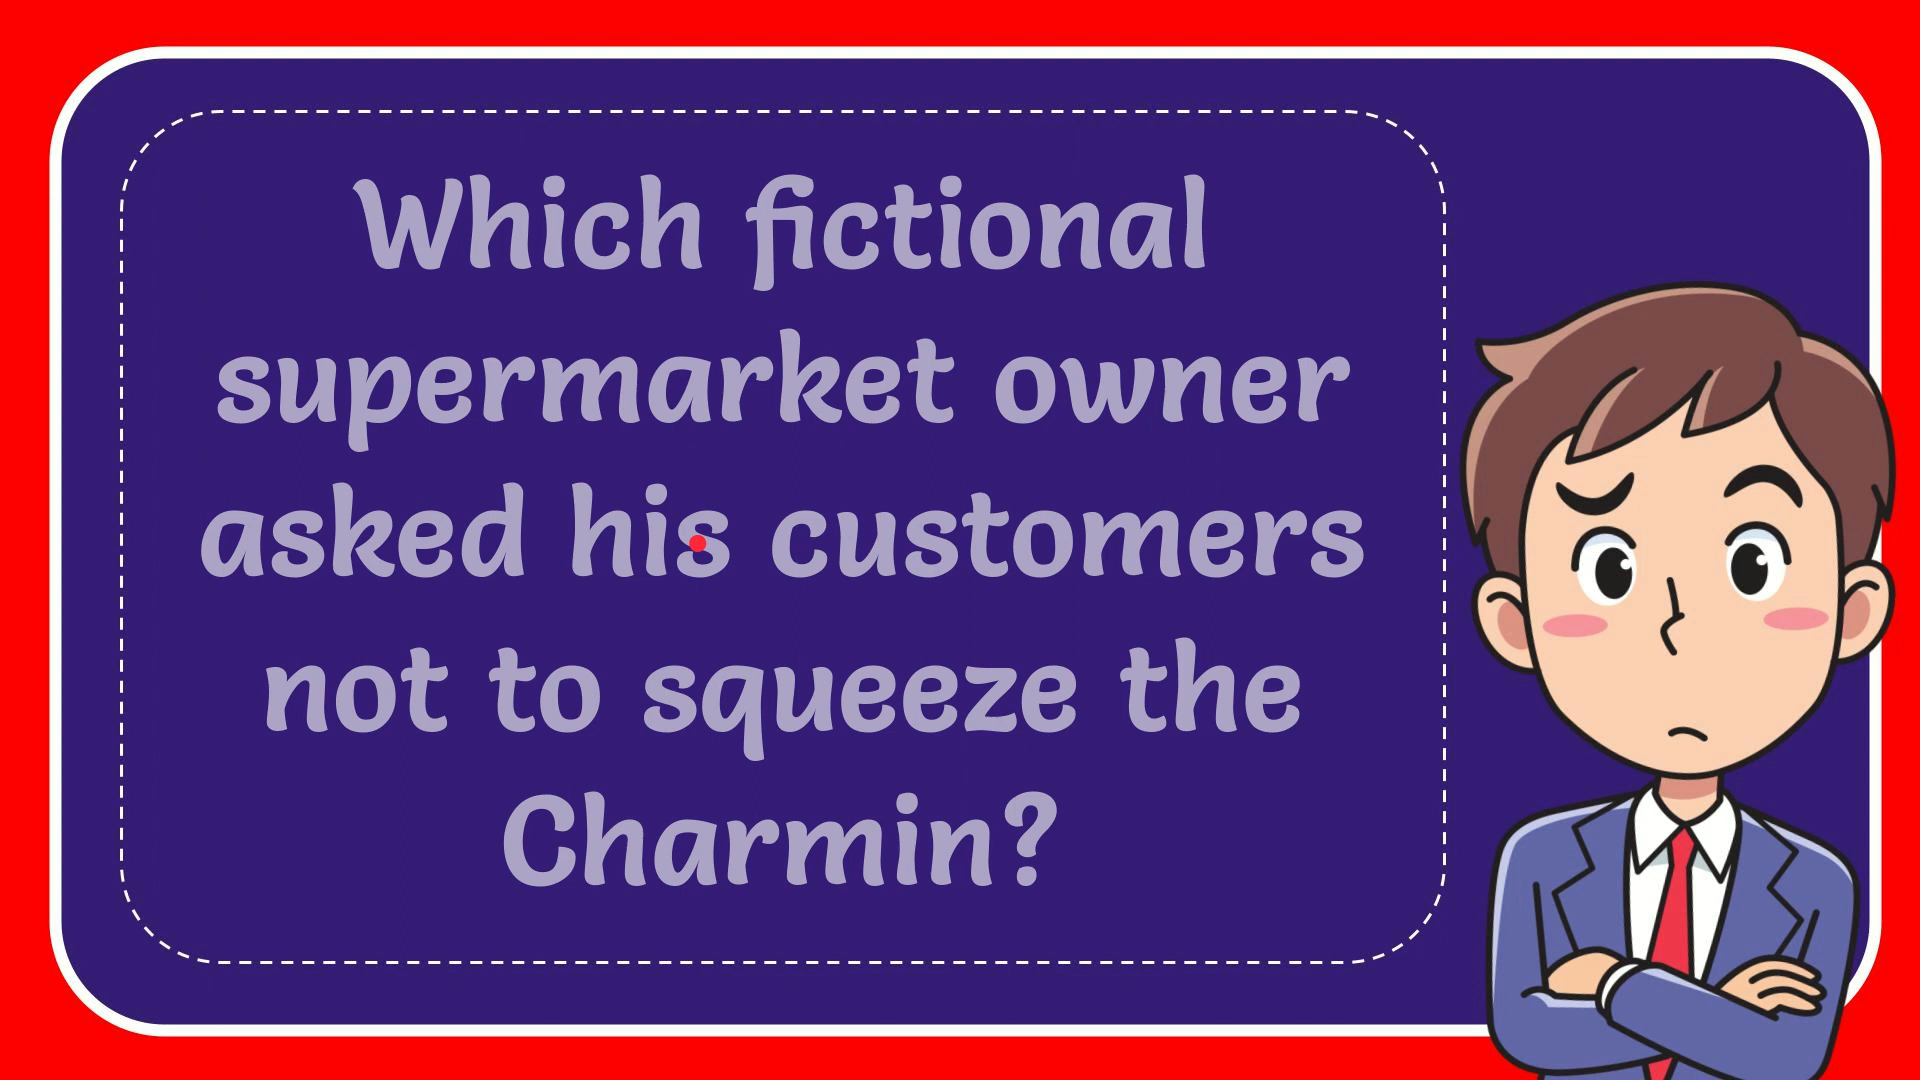 Which fictional
supermarket owner
asked his customers
not to squeeze the
Charmin?